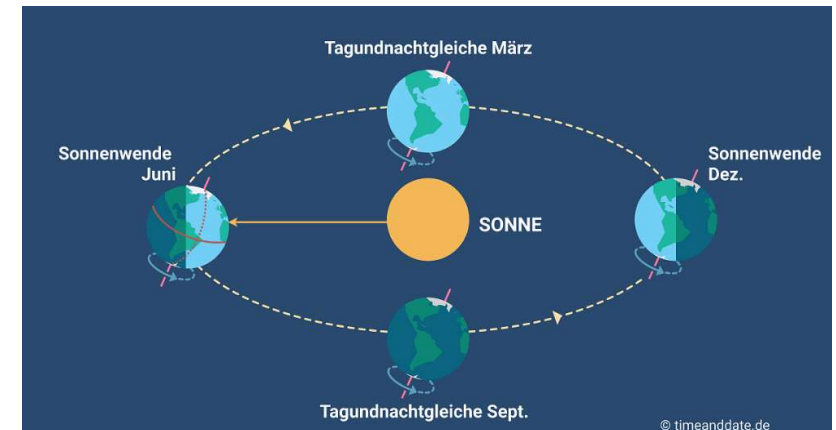 Tagundnachtgleiche März
Sonnenwende
Juni
Sonnenwende
Dez.
SONNE
Tagundnachtgleiche Sept.
© timeanddate.de